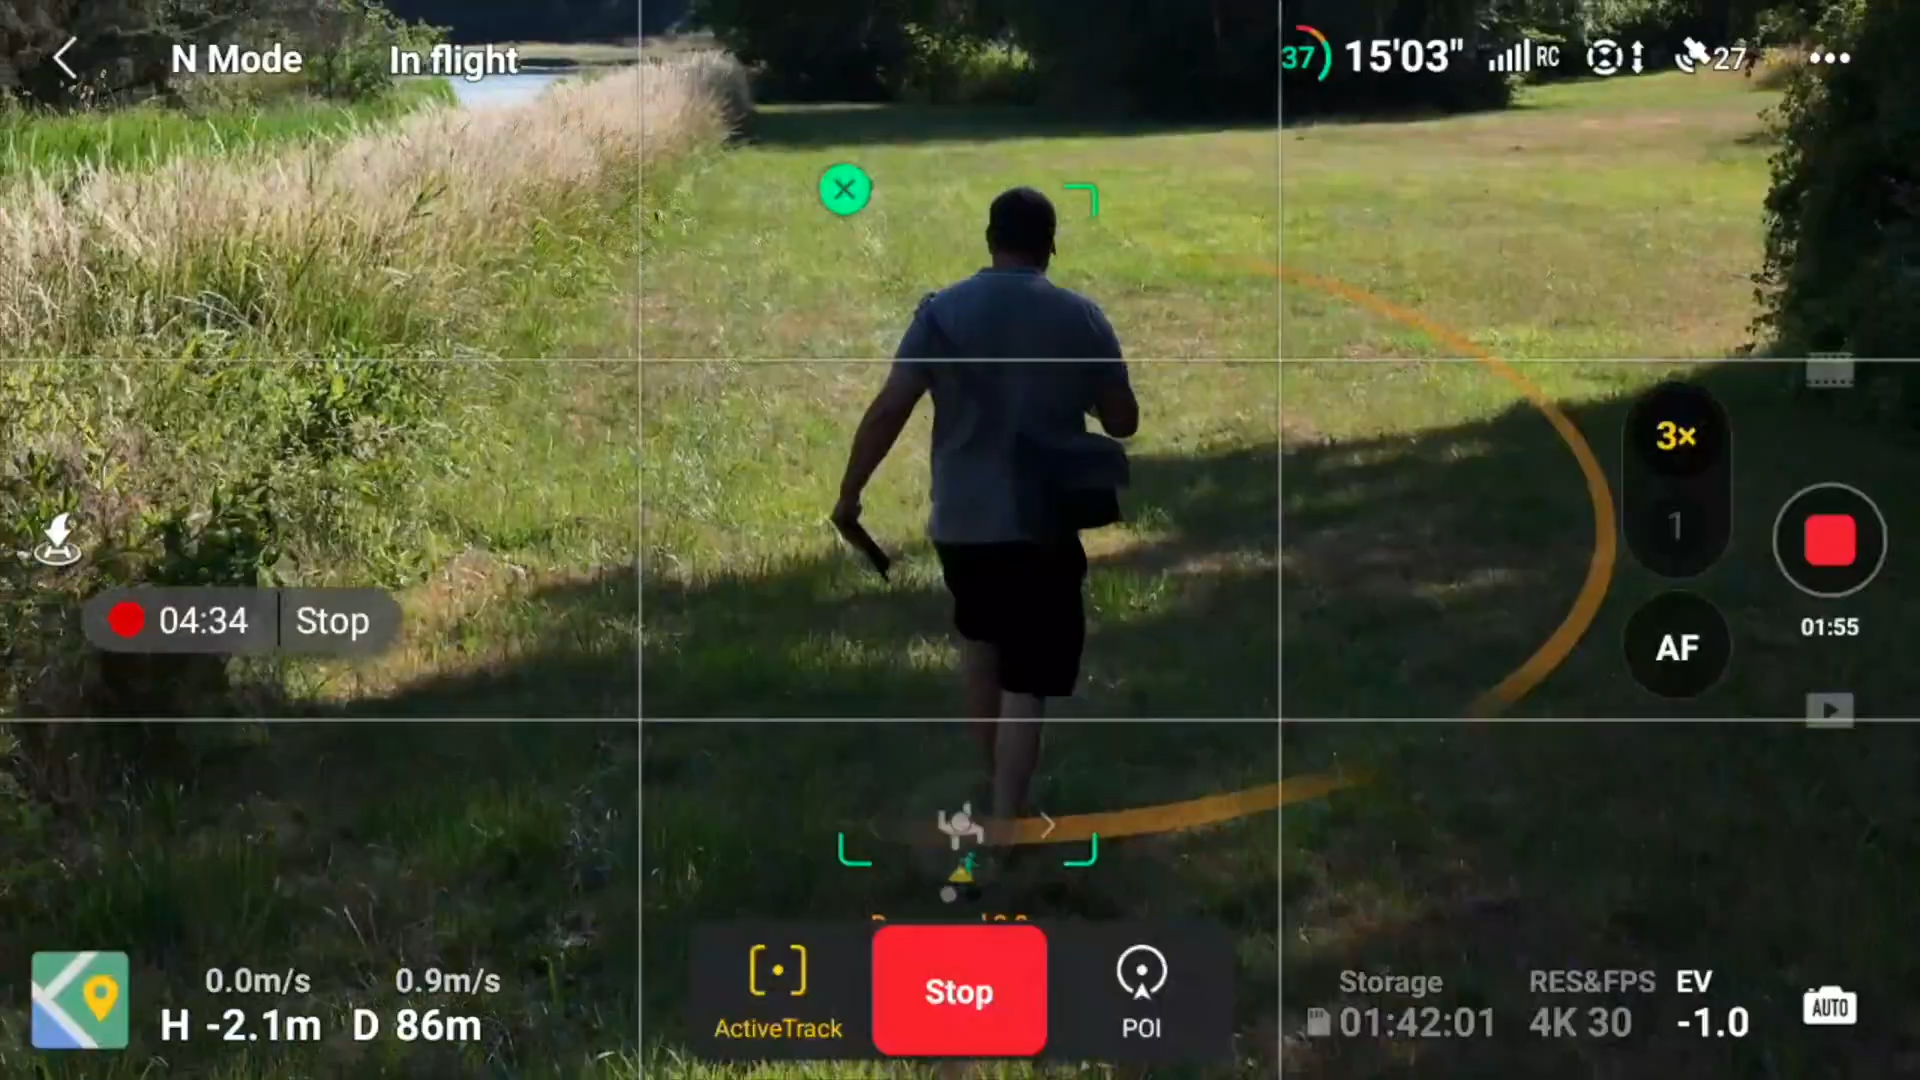 N Mode
In flight
37
15'03"
RC
27
3×
1
04:34
Stop
AF
01:55
ActiveTrack
Stop
POI
0.0m/s
0.9m/s
H -2.1m
D 86m
Storage
01:42:01
RES&FPS
4K 30
EV
-1.0
AUTO